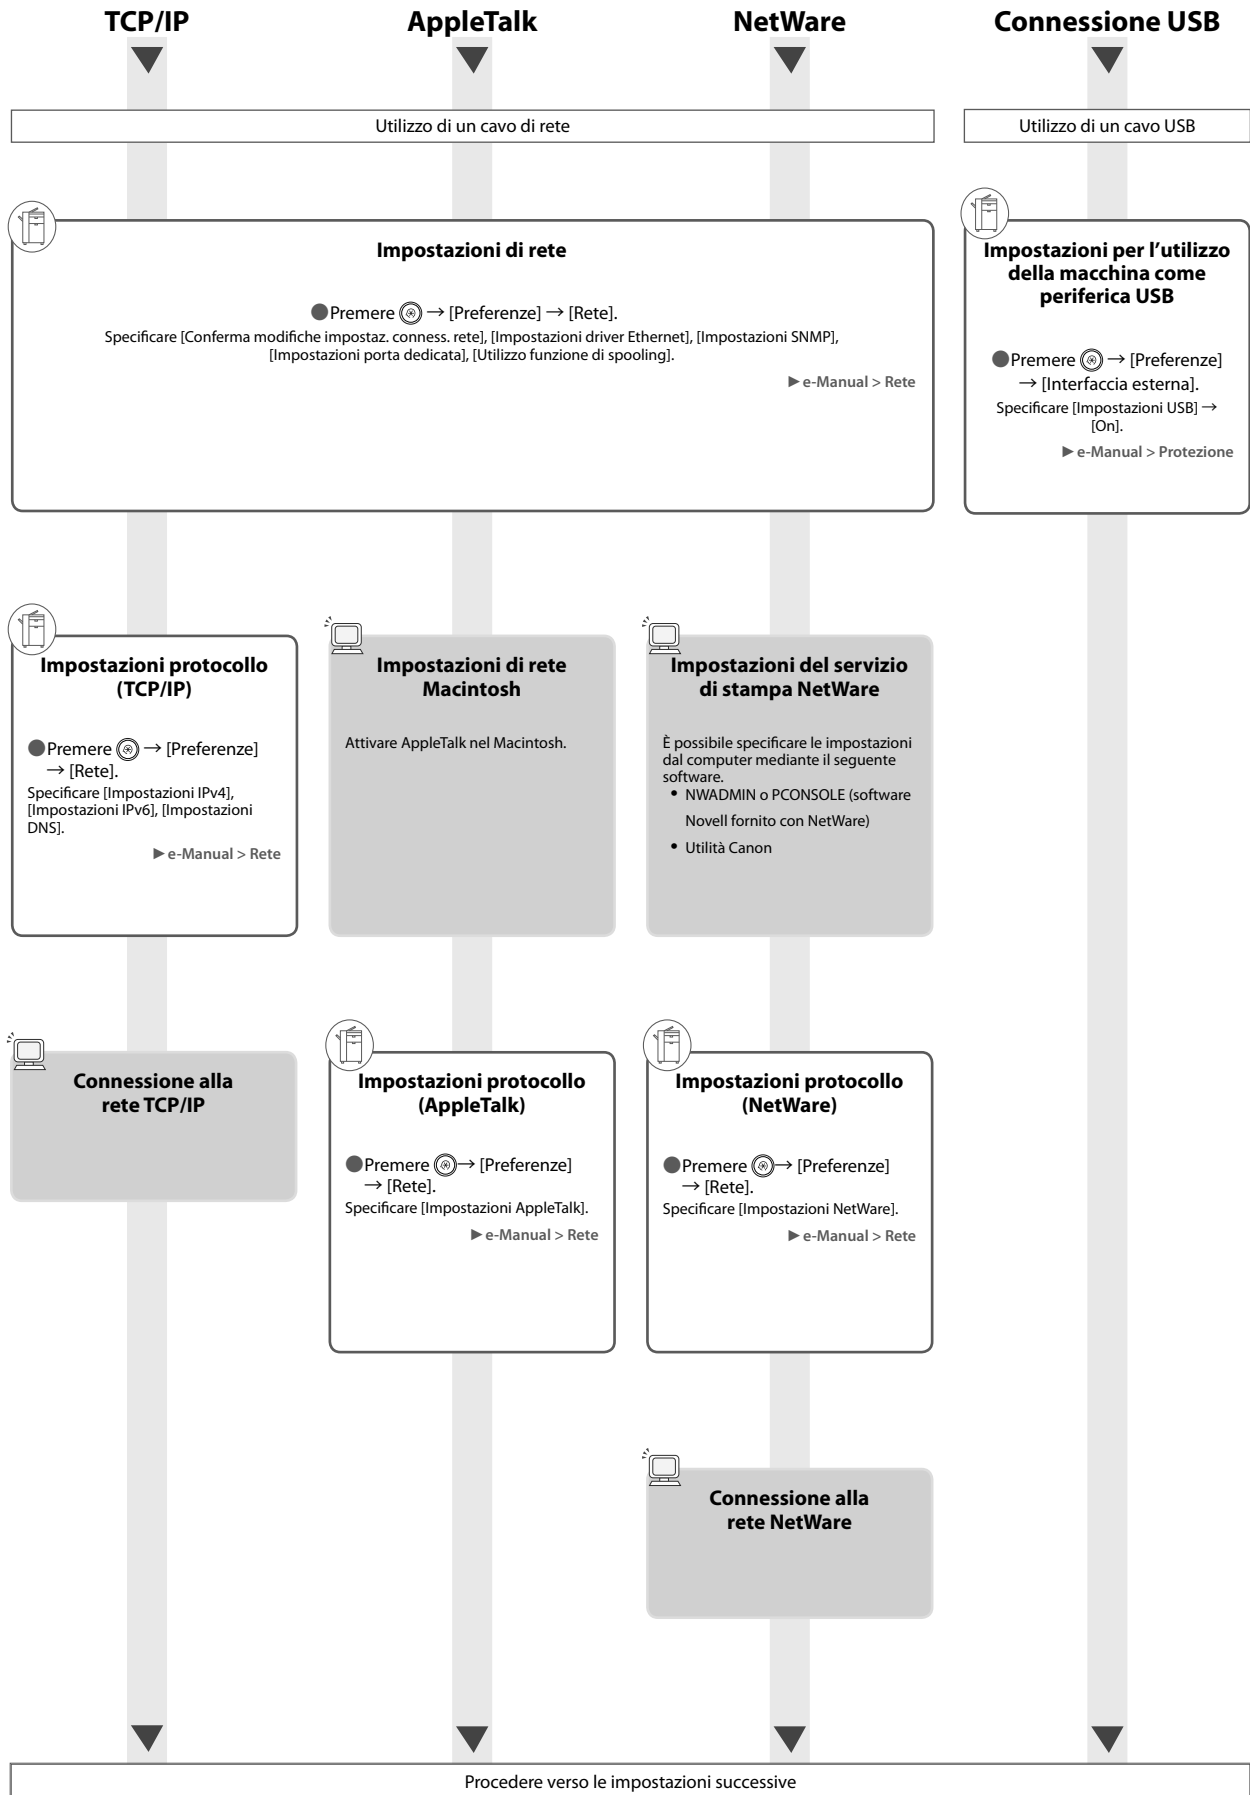 TCP/IP
AppleTalk
NetWare
Connessione USB
Utilizzo di un cavo di rete
Utilizzo di un cavo USB
Impostazioni di rete
●Premere → [Preferenze] → [Rete].
Specificare [Conferma modifiche impostaz. conness. rete], [Impostazioni driver Ethernet], [Impostazioni SNMP],
[Impostazioni porta dedicata], [Utilizzo funzione di spooling].
►e-Manual > Rete
Impostazioni per l’utilizzo
della macchina come
periferica USB
●Premere → [Preferenze]
→ [Interfaccia esterna].
Specificare [Impostazioni USB] →
[On].
►e-Manual > Protezione
Impostazioni protocollo
(TCP/IP)
●Premere → [Preferenze]
→ [Rete].
Specificare [Impostazioni IPv4],
[Impostazioni IPv6], [Impostazioni
DNS].
►e-Manual > Rete
Impostazioni di rete
Macintosh
Attivare AppleTalk nel Macintosh.
Impostazioni del servizio
di stampa NetWare
È possibile specificare le impostazioni
dal computer mediante il seguente
software.
• NWADMIN o PCONSOLE (software
Novell fornito con NetWare)
• Utilità Canon
Connessione alla
rete TCP/IP
Impostazioni protocollo
(AppleTalk)
●Premere → [Preferenze]
→ [Rete].
Specificare [Impostazioni AppleTalk].
►e-Manual > Rete
Impostazioni protocollo
(NetWare)
●Premere → [Preferenze]
→ [Rete].
Specificare [Impostazioni NetWare].
►e-Manual > Rete
Connessione alla
rete NetWare
Procedere verso le impostazioni successive